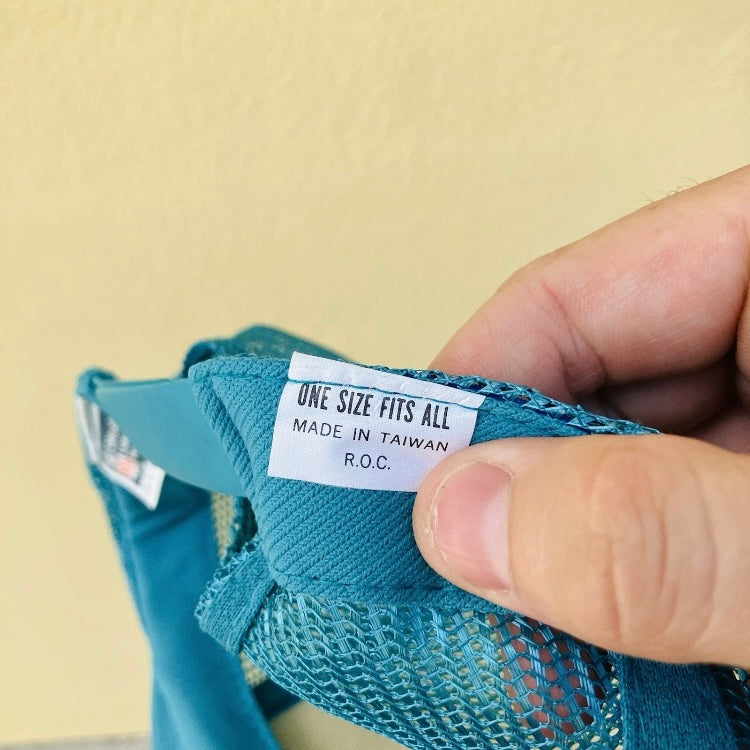 ONE SIZE FITS ALL
MADE IN TAIWAN
R.O.C.